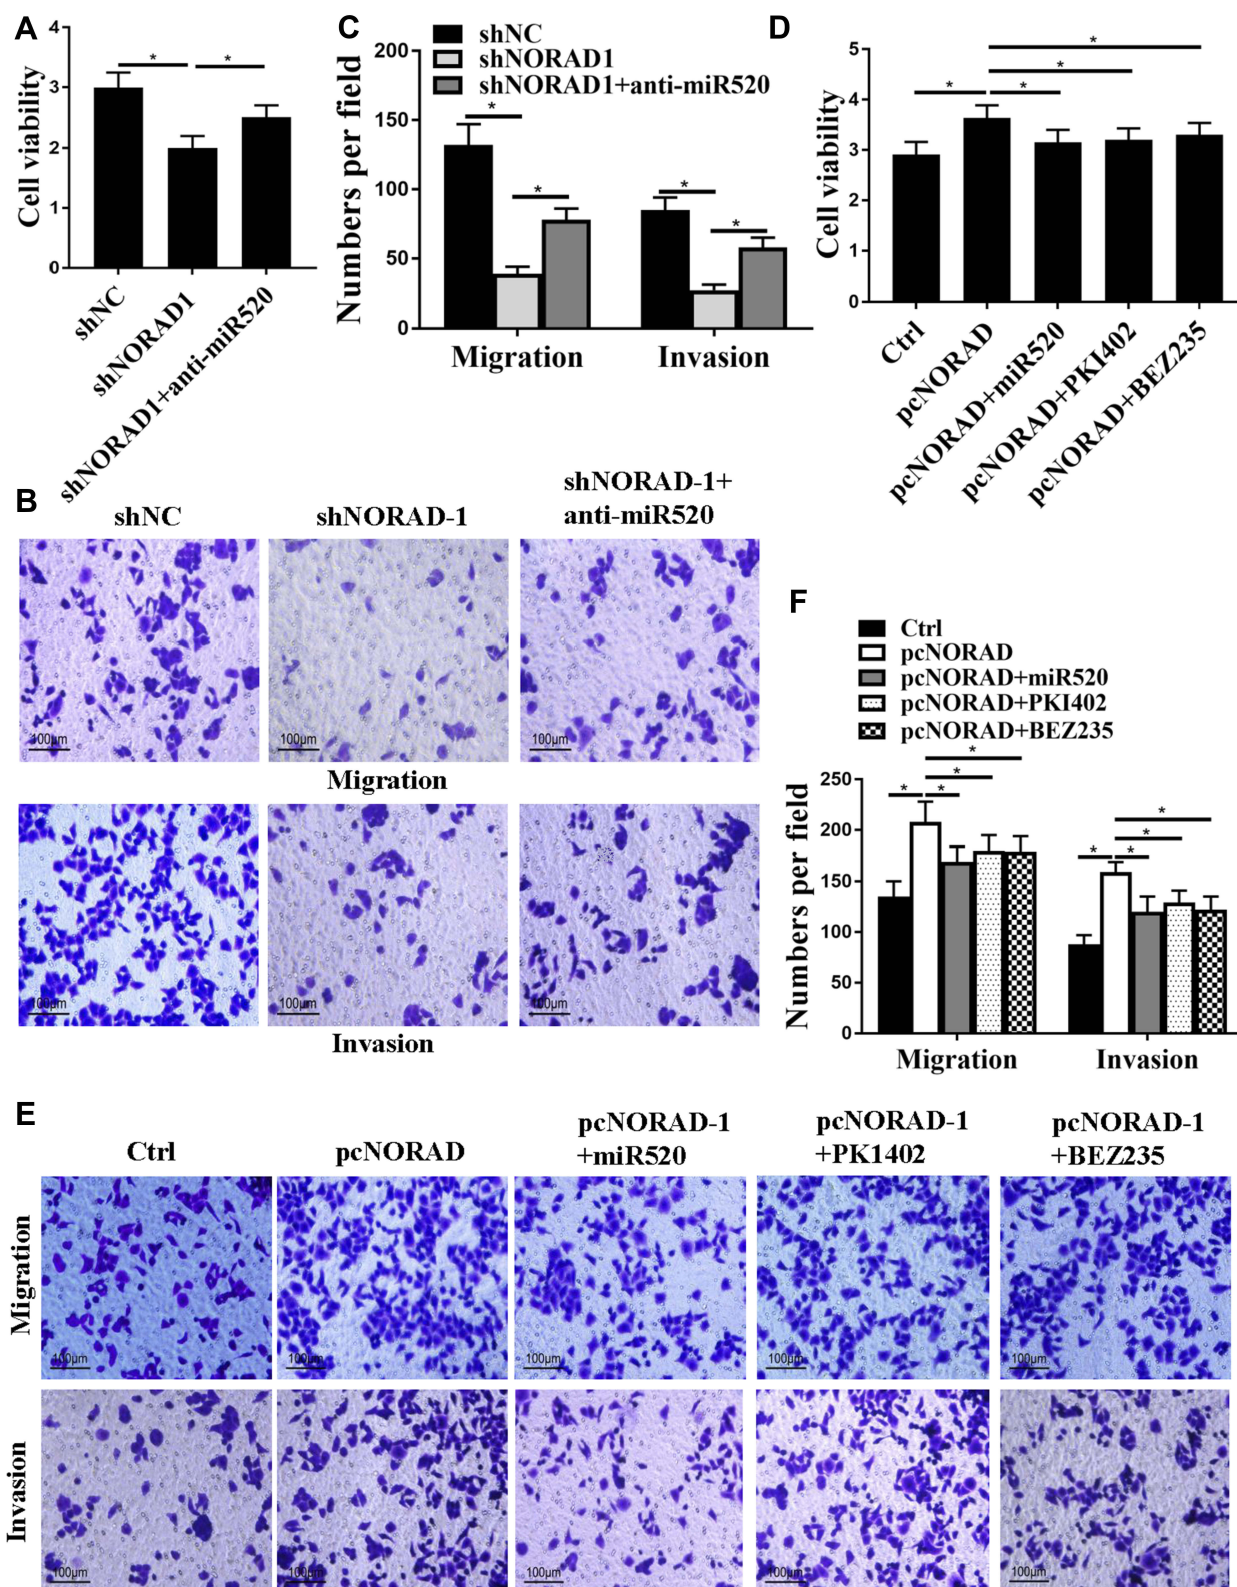 A
4
3
2
1
0
Cell viability
*
*
shNC
shNORAD1
shNORAD1+anti-miR520
C
shNC
shNORAD1
shNORAD1+anti-miR520
200
150
100
50
0
Numbers per field
*
*
*
*
Migration
Invasion
D
5
4
3
2
1
0
Cell viability
*
*
*
*
Ctrl
pcNORAD
pcNORAD+miR520
pcNORAD+PKI402
pcNORAD+BEZ235
B
shNC
shNORAD-1
shNORAD-1+
anti-miR520
100μm
100μm
100μm
Migration
100μm
100μm
100μm
Invasion
F
Ctrl
pcNORAD
pcNORAD+miR520
pcNORAD+PKI402
pcNORAD+BEZ235
250
200
150
100
50
0
Numbers per field
*
*
*
*
*
*
*
*
Migration
Invasion
E
Ctrl
pcNORAD
pcNORAD-1
+miR520
pcNORAD-1
+PK1402
pcNORAD-1
+BEZ235
Migration
100μm
100μm
100μm
100μm
100μm
Invasion
100μm
100μm
100μm
100μm
100μm